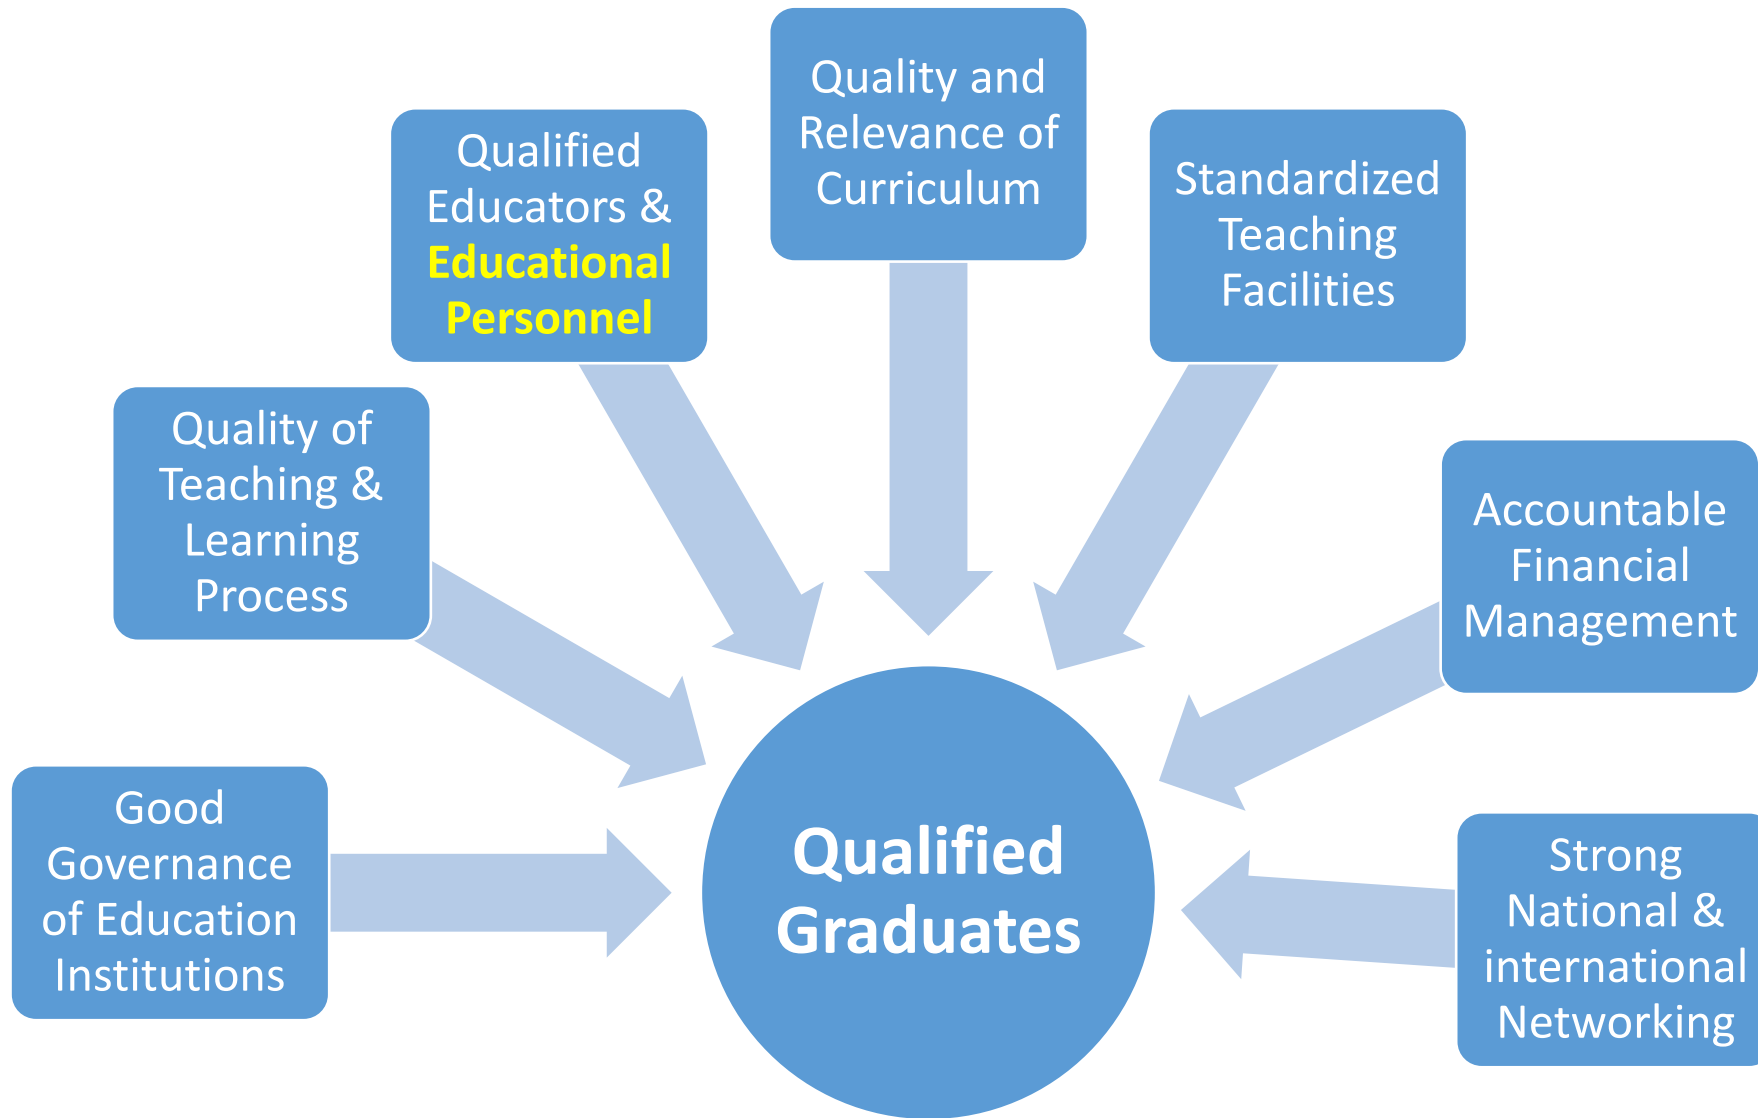 Quality and
Relevance of
Curriculum
Qualified
Educators &
Educational
Personnel
Standardized
Teaching
Facilities
Quality of
Teaching &
Learning
Process
Accountable
Financial
Management
Good
Governance
of Education
Institutions
Strong
National &
international
Networking
Qualified
Graduates